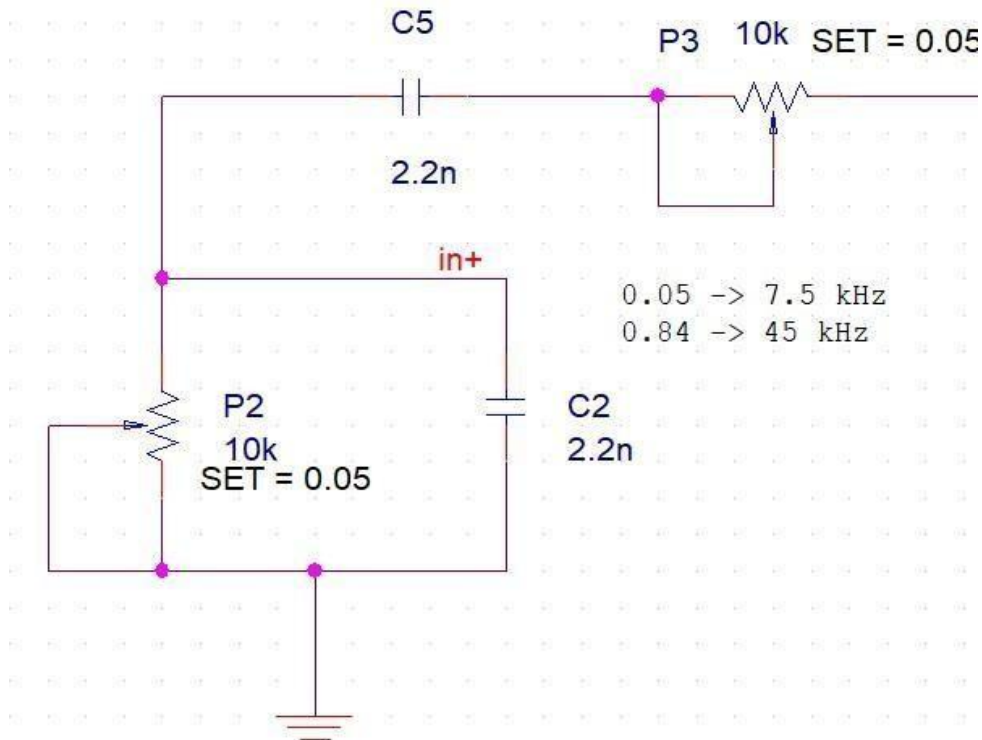 C5
P3
10k
SET = 0.05
2.2n
in+
0.05 -> 7.5 kHz
0.84 -> 45 kHz
P2
10k
SET = 0.05
C2
2.2n